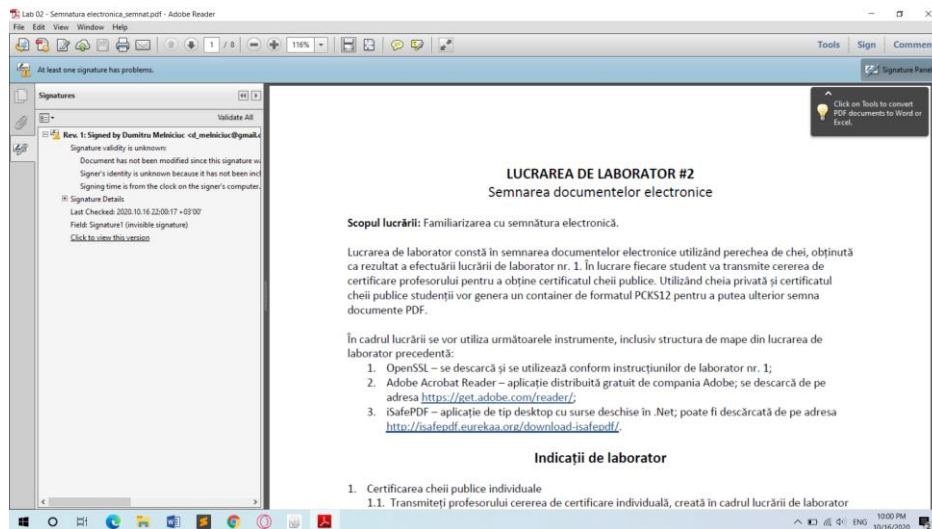 Lab 02 - Semnatura electronica_semnat.pdf - Adobe Reader
File Edit View Window Help
1 / 8 116% Tools Sign Commen
At least one signature has problems. Signature Pane
Signatures
Validate All
Rev. 1: Signed by Dumitru Melniciuc <d_melniciuc@gmail.c
Signature validity is unknown:
Document has not been modified since this signature wa
Signer's identity is unknown because it has not been incl
Signing time is from the clock on the signer's computer.
Signature Details
Last Checked: 2020.10.16 22:00:17 +03'00'
Field: Signature1 (invisible signature)
Click to view this version
Click on Tools to convert
PDF documents to Word or
Excel.
LUCRAREA DE LABORATOR #2
Semnarea documentelor electronice
Scopul lucrării: Familiarizarea cu semnătura electronică.
Lucrarea de laborator constă în semnarea documentelor electronice utilizând perechea de chei, obținută
ca rezultat a efectuării lucrării de laborator nr. 1. În lucrare fiecare student va transmite cererea de
certificare profesorului pentru a obține certificatul cheii publice. Utilizând cheia privată și certificatul
cheii publice studenții vor genera un container de formatul PCKS12 pentru a putea ulterior semna
documente PDF.
În cadrul lucrării se vor utiliza următoarele instrumente, inclusiv structura de mape din lucrarea de
laborator precedentă:
1. OpenSSL – se descarcă și se utilizează conform instrucțiunilor de laborator nr. 1;
2. Adobe Acrobat Reader – aplicație distribuită gratuit de compania Adobe; se descarcă de pe
adresa https://get.adobe.com/reader/;
3. iSafePDF – aplicație de tip desktop cu surse deschise în .Net; poate fi descărcată de pe adresa
http://isafepdf.eurekaa.org/download-isafepdf/.
Indicații de laborator
1. Certificarea cheii publice individuale
1.1. Transmiteți profesorului cererea de certificare individuală, creată în cadrul lucrării de laborator
ENG
10:00 PM
10/16/2020